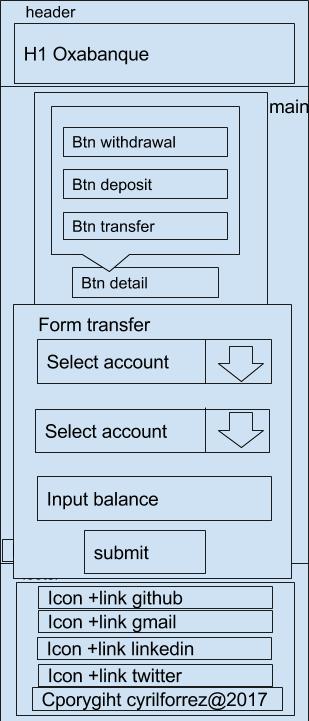 header
H1 Oxabanque
main
Btn withdrawal
Btn deposit
Btn transfer
Btn detail
Form transfer
Select account
Select account
Input balance
submit
Icon +link github
Icon +link gmail
Icon +link linkedin
Icon +link twitter
Cporygiht cyrilforrez@2017